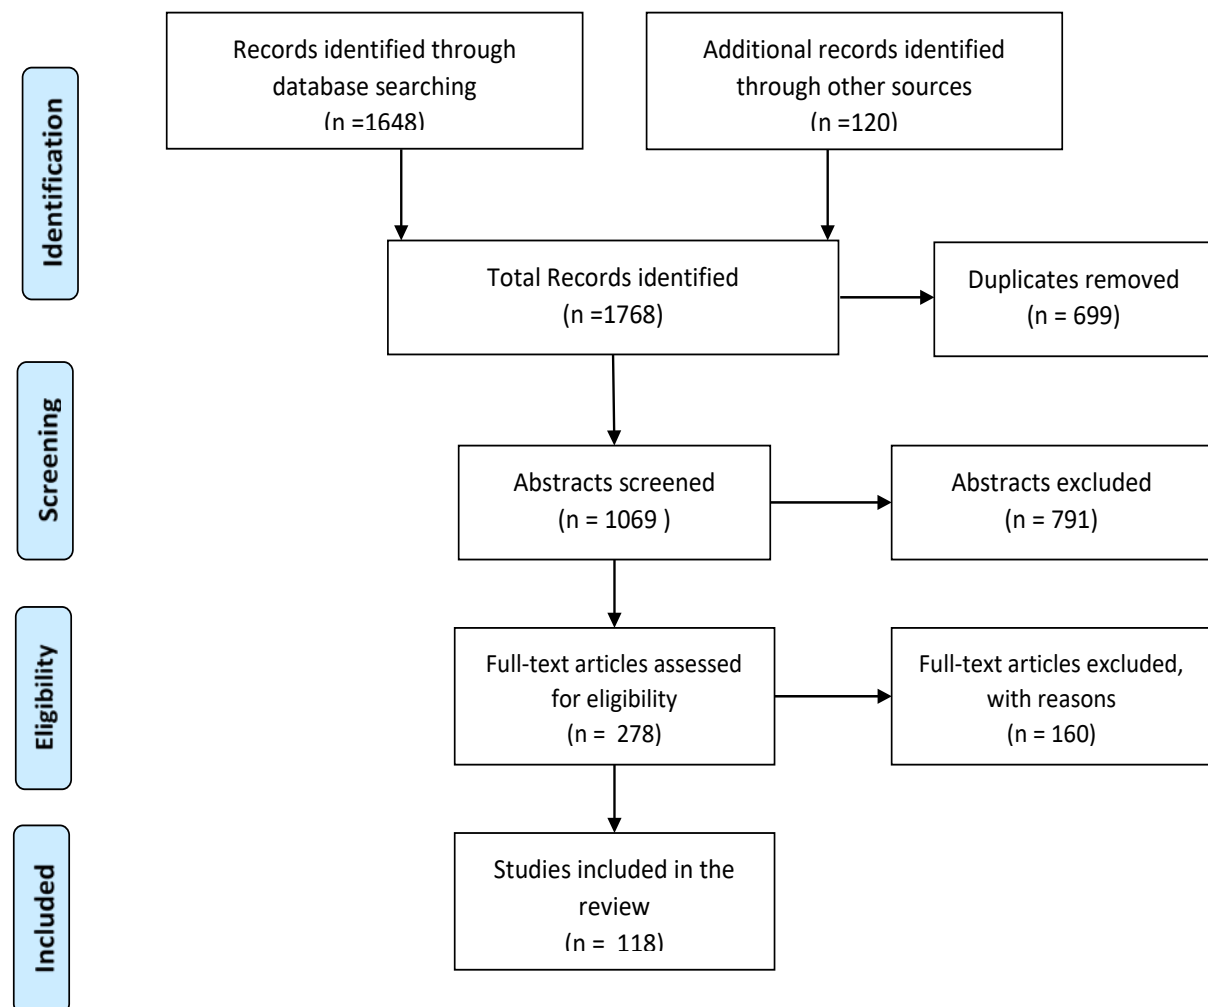 Records identified through
database searching
(n =1648)
Additional records identified
through other sources
(n =120)
Identification
Total Records identified
(n =1768)
Duplicates removed
(n = 699)
Screening
Abstracts screened
(n = 1069 )
Abstracts excluded
(n = 791)
Eligibility
Full-text articles assessed
for eligibility
(n =  278)
Full-text articles excluded,
with reasons
(n = 160)
Included
Studies included in the
review
(n =  118)